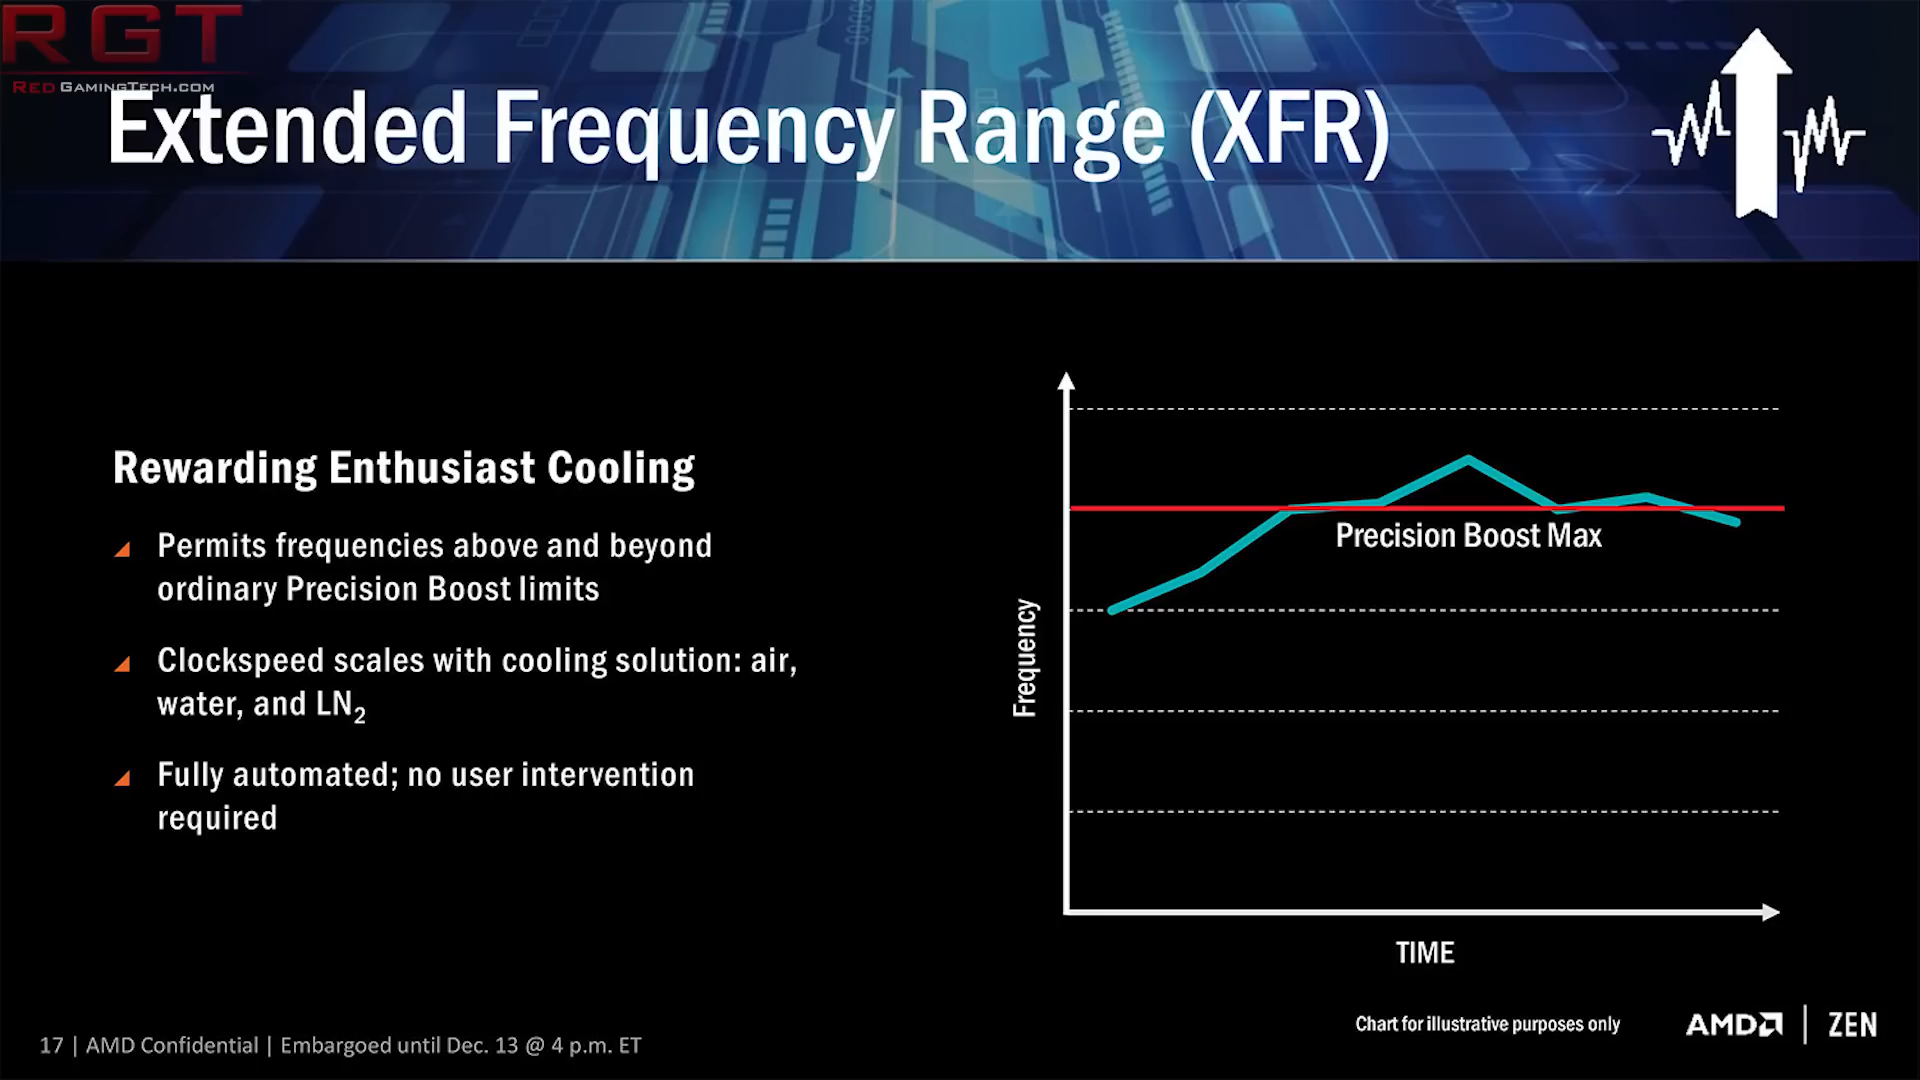 RGT
RedGamingTech.com
Extended Frequency Range (XFR)
Rewarding Enthusiast Cooling
Permits frequencies above and beyond
ordinary Precision Boost limits
Clockspeed scales with cooling solution: air,
water, and LN₂
Fully automated; no user intervention
required
Precision Boost Max
Frequency
TIME
Chart for illustrative purposes only
AMD | ZEN
17 | AMD Confidential | Embargoed until Dec. 13 @ 4 p.m. ET